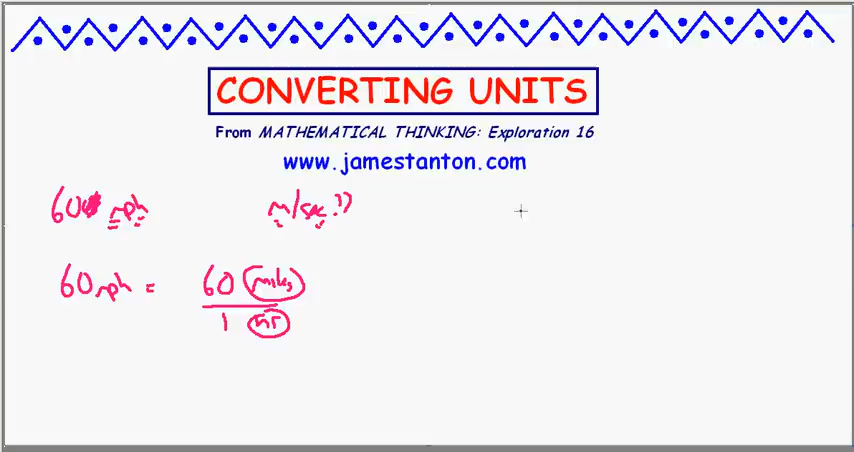 CONVERTING UNITS
From MATHEMATICAL THINKING: Exploration 16
www.jamestanton.com
60 mph m/sec ??
60 mph = 60 miles
1 hr